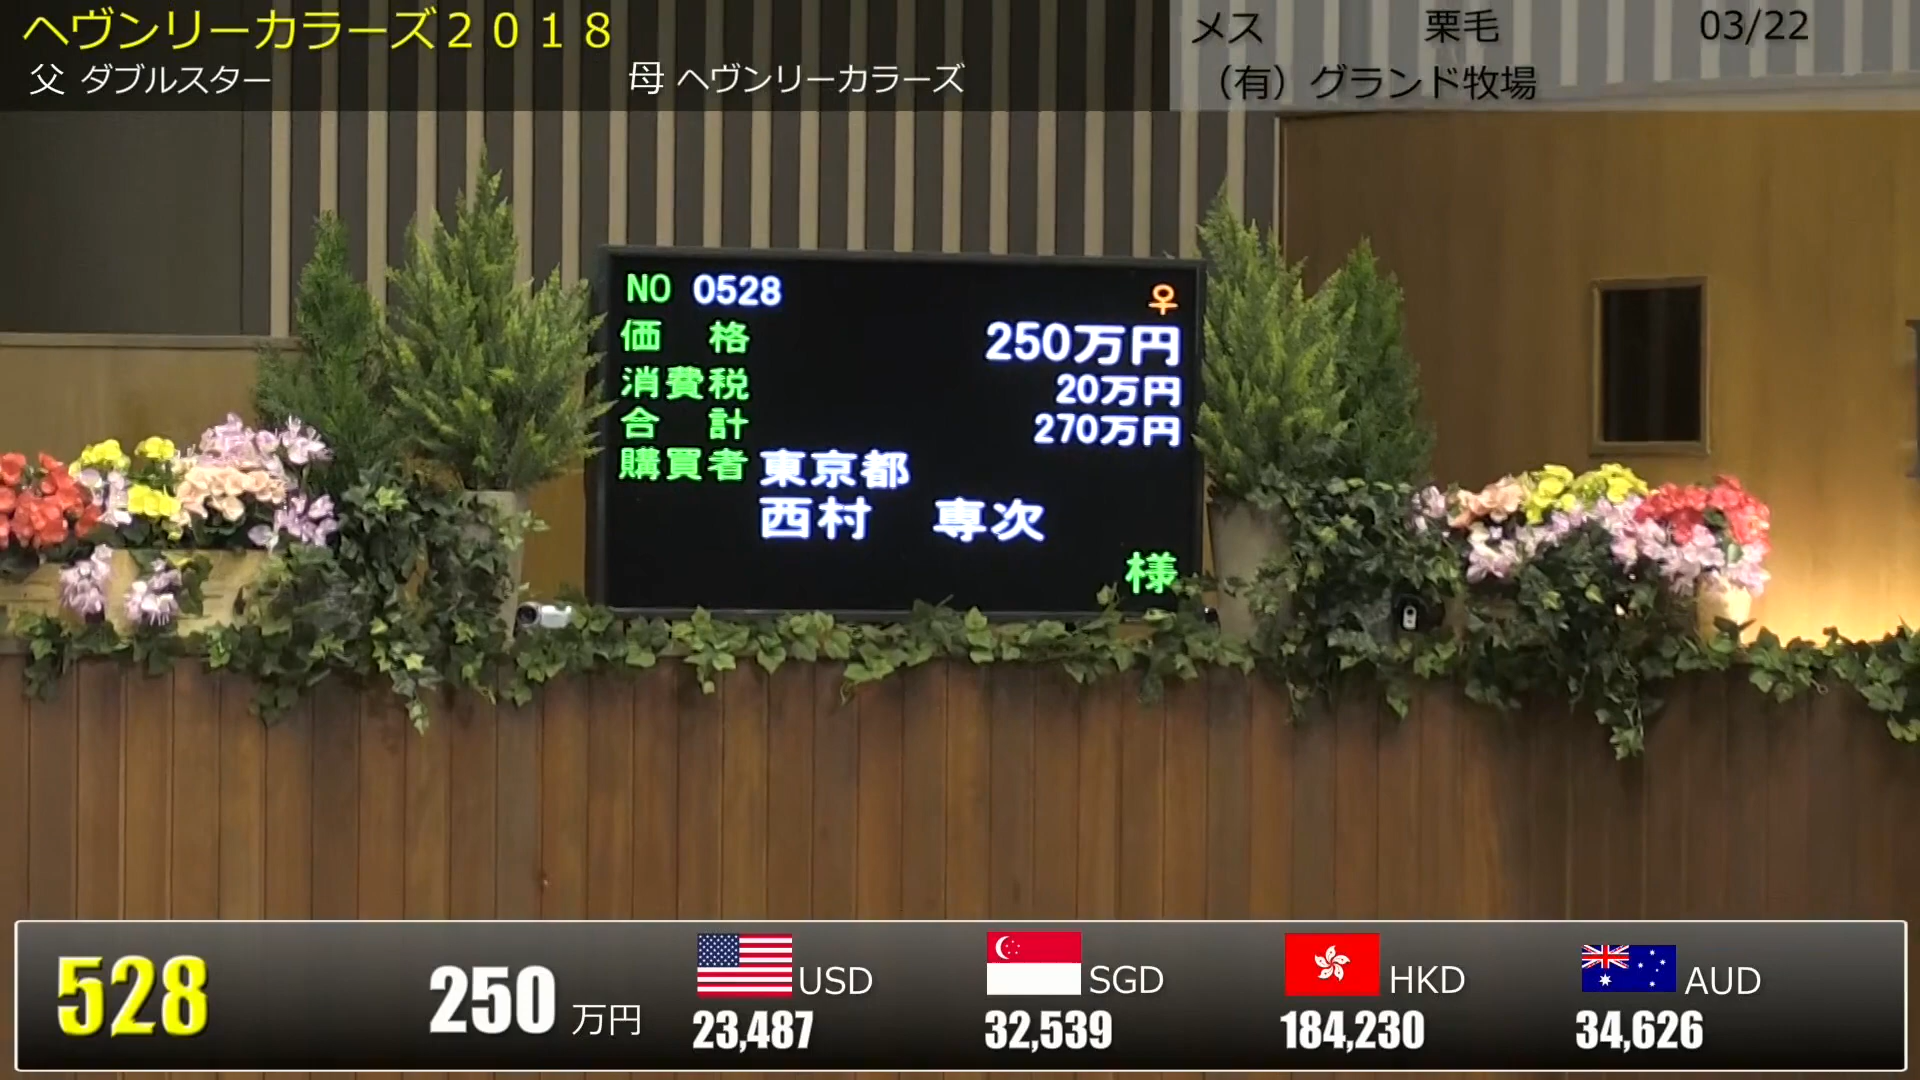 ヘヴンリーカラーズ２０１８
メス 栗毛 03/22
父 ダブルスター 母 ヘヴンリーカラーズ
（有）グランド牧場
NO 0528 ♀
価 格 250万円
消費税 20万円
合 計 270万円
購買者 東京都
西村 専次
様
528 250 万円
USD SGD HKD AUD
23,487 32,539 184,230 34,626